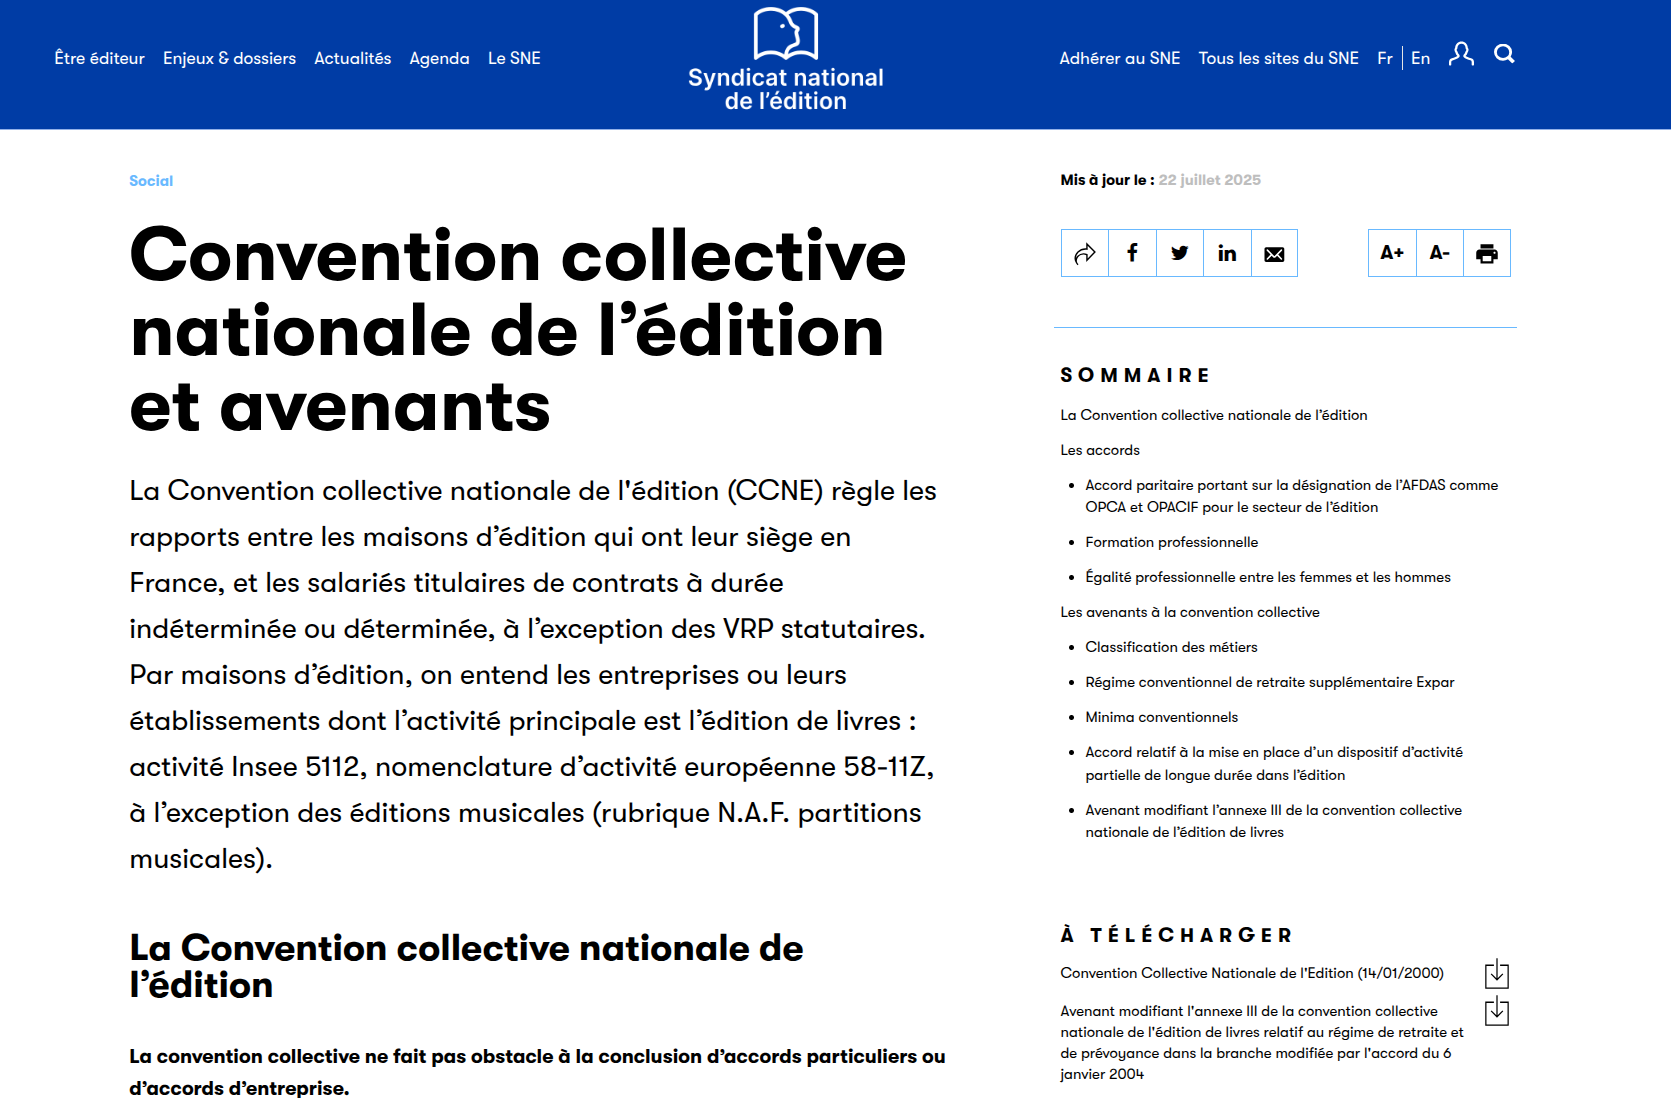 Être éditeur Enjeux & dossiers Actualités Agenda Le SNE
Syndicat national
de l’édition
Adhérer au SNE Tous les sites du SNE Fr En
Social
Convention collective
nationale de l’édition
et avenants
La Convention collective nationale de l'édition (CCNE) règle les
rapports entre les maisons d’édition qui ont leur siège en
France, et les salariés titulaires de contrats à durée
indéterminée ou déterminée, à l’exception des VRP statutaires.
Par maisons d’édition, on entend les entreprises ou leurs
établissements dont l’activité principale est l’édition de livres :
activité Insee 5112, nomenclature d’activité européenne 58-11Z,
à l’exception des éditions musicales (rubrique N.A.F. partitions
musicales).
La Convention collective nationale de
l’édition
La convention collective ne fait pas obstacle à la conclusion d’accords particuliers ou
d’accords d’entreprise.
Mis à jour le : 22 juillet 2025
A+ A-
SOMMAIRE
La Convention collective nationale de l’édition
Les accords
• Accord paritaire portant sur la désignation de l’AFDAS comme
OPCA et OPACIF pour le secteur de l’édition
• Formation professionnelle
• Égalité professionnelle entre les femmes et les hommes
Les avenants à la convention collective
• Classification des métiers
• Régime conventionnel de retraite supplémentaire Expar
• Minima conventionnels
• Accord relatif à la mise en place d’un dispositif d’activité
partielle de longue durée dans l’édition
• Avenant modifiant l’annexe III de la convention collective
nationale de l’édition de livres
À TÉLÉCHARGER
Convention Collective Nationale de l'Edition (14/01/2000)
Avenant modifiant l'annexe III de la convention collective
nationale de l'édition de livres relatif au régime de retraite et
de prévoyance dans la branche modifiée par l'accord du 6
janvier 2004